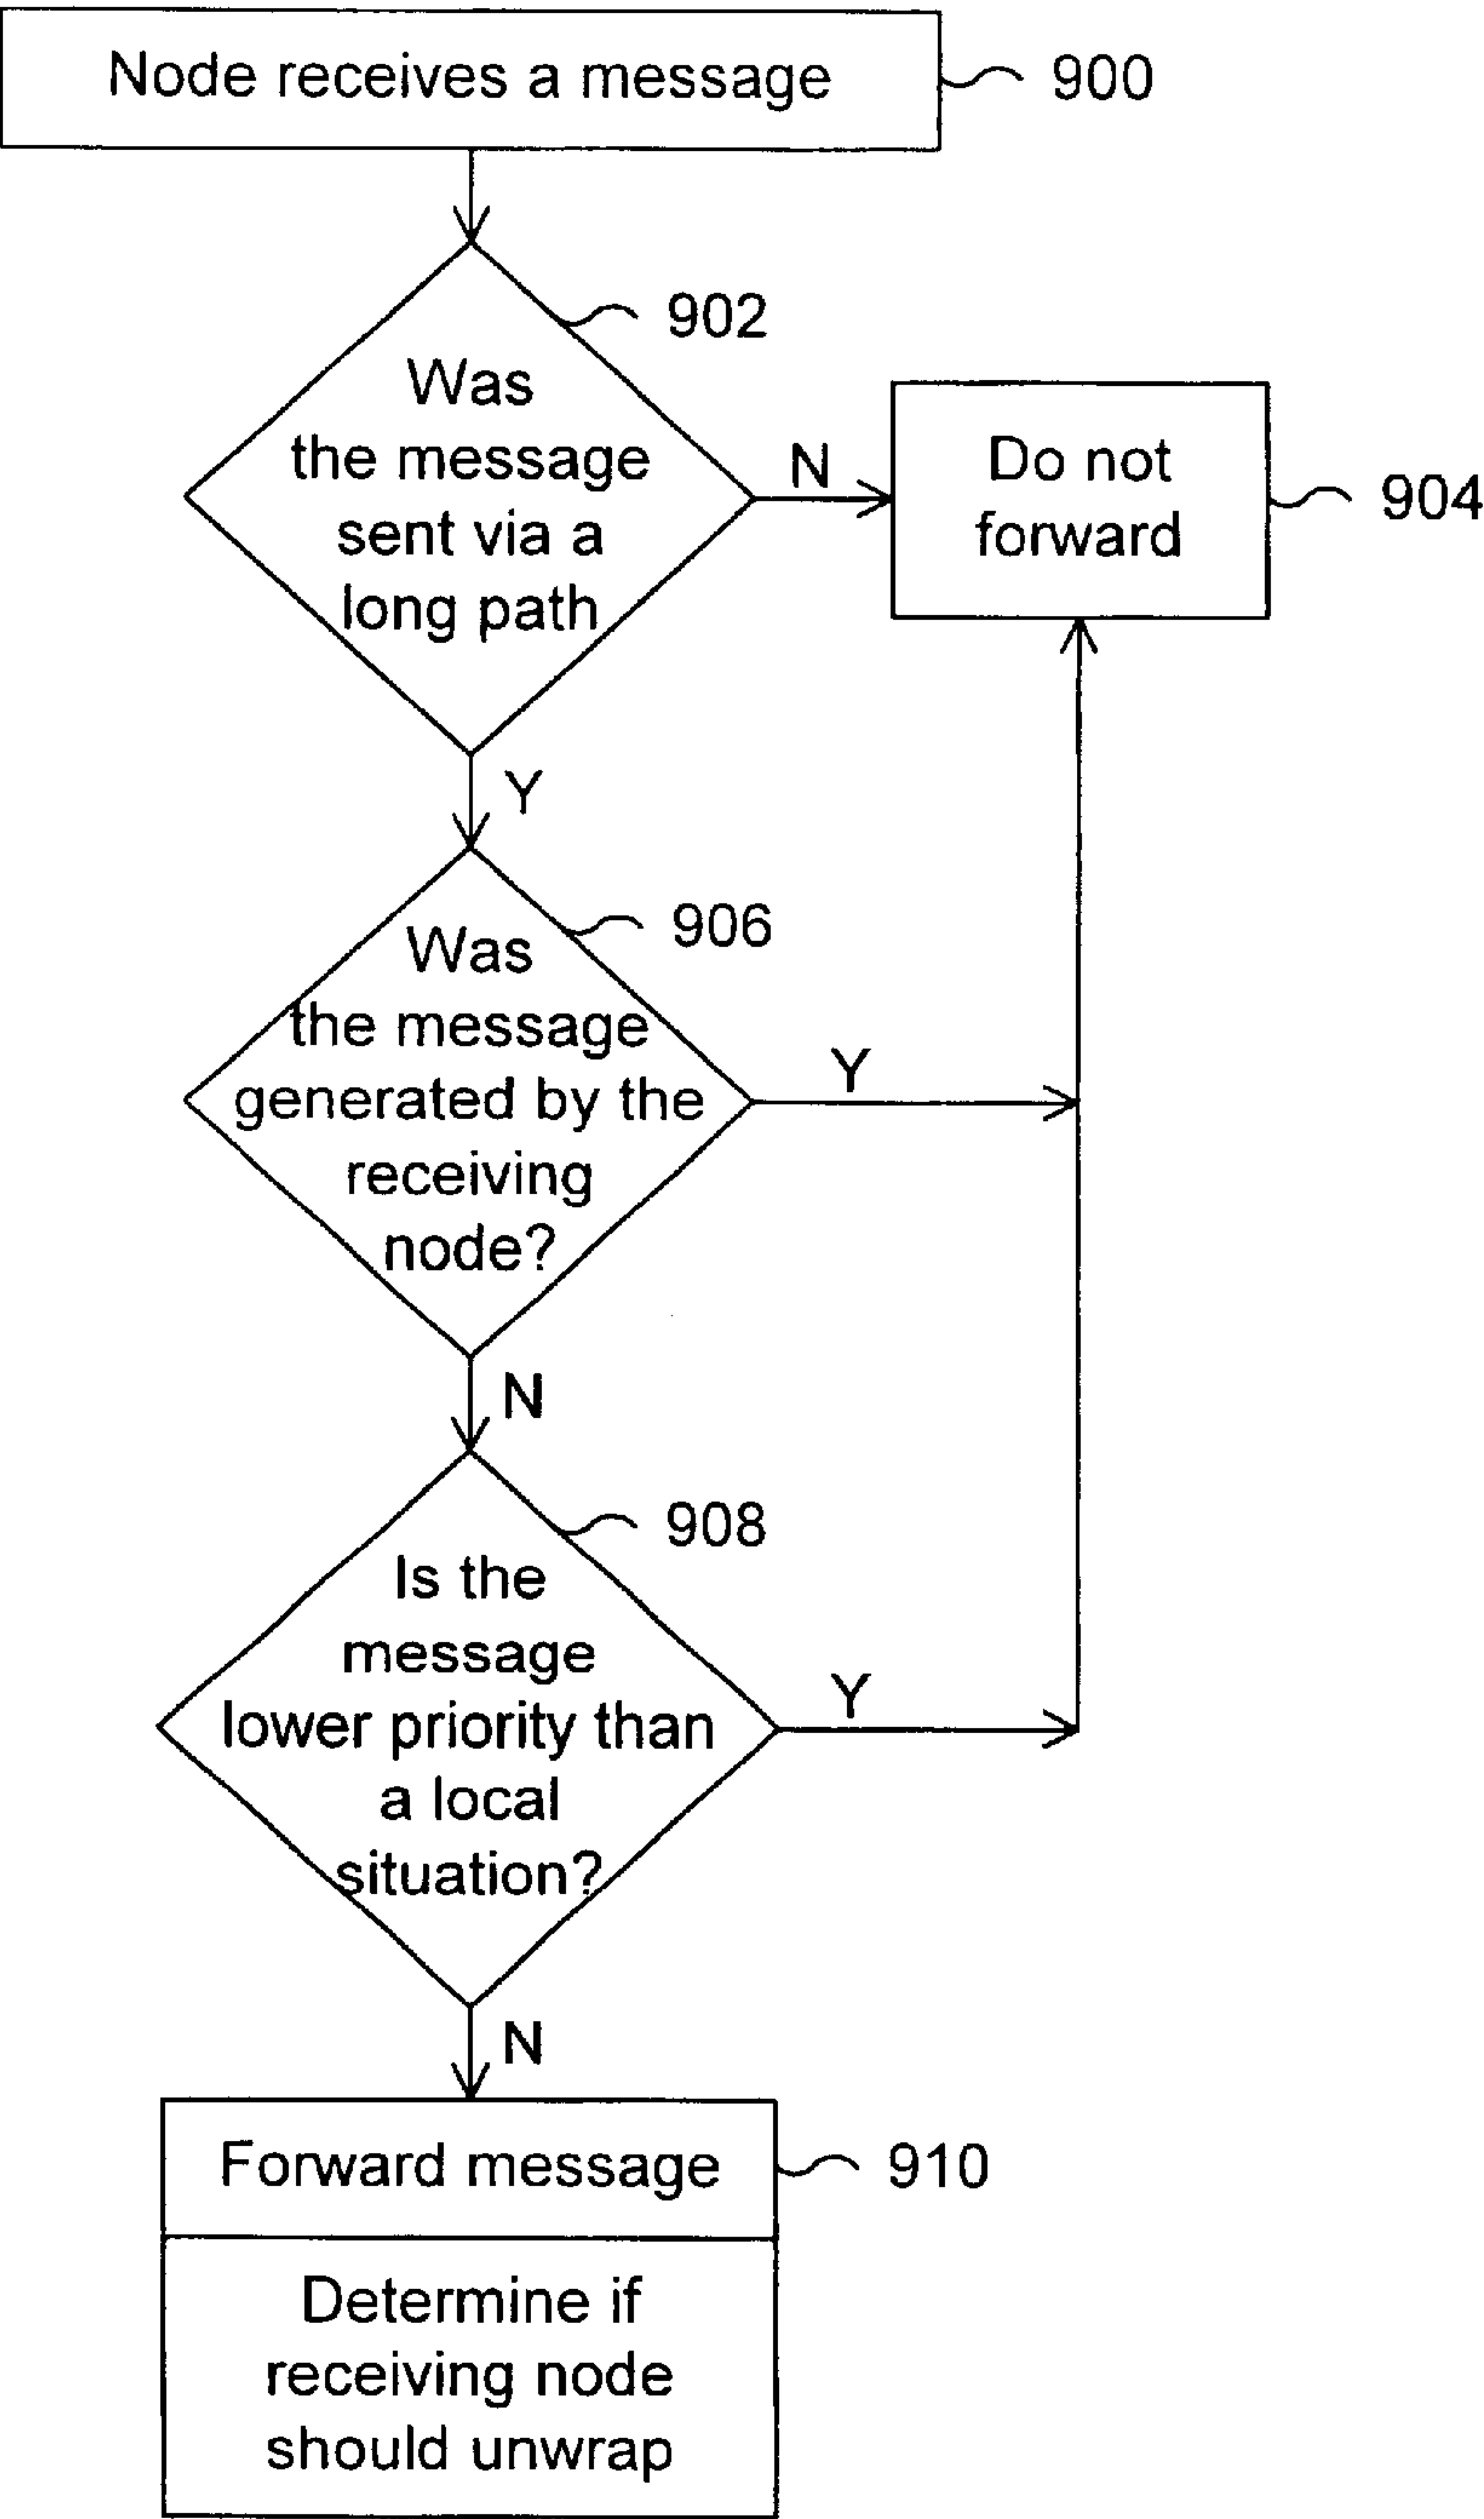 Node receives a message
900
902
Was
the message
sent via a
long path
N
Do not
forward
904
Y
906
Was
the message
generated by the
receiving
node?
Y
N
908
Is the
message
lower priority than
a local
situation?
Y
N
Forward message
910
Determine if
receiving node
should unwrap